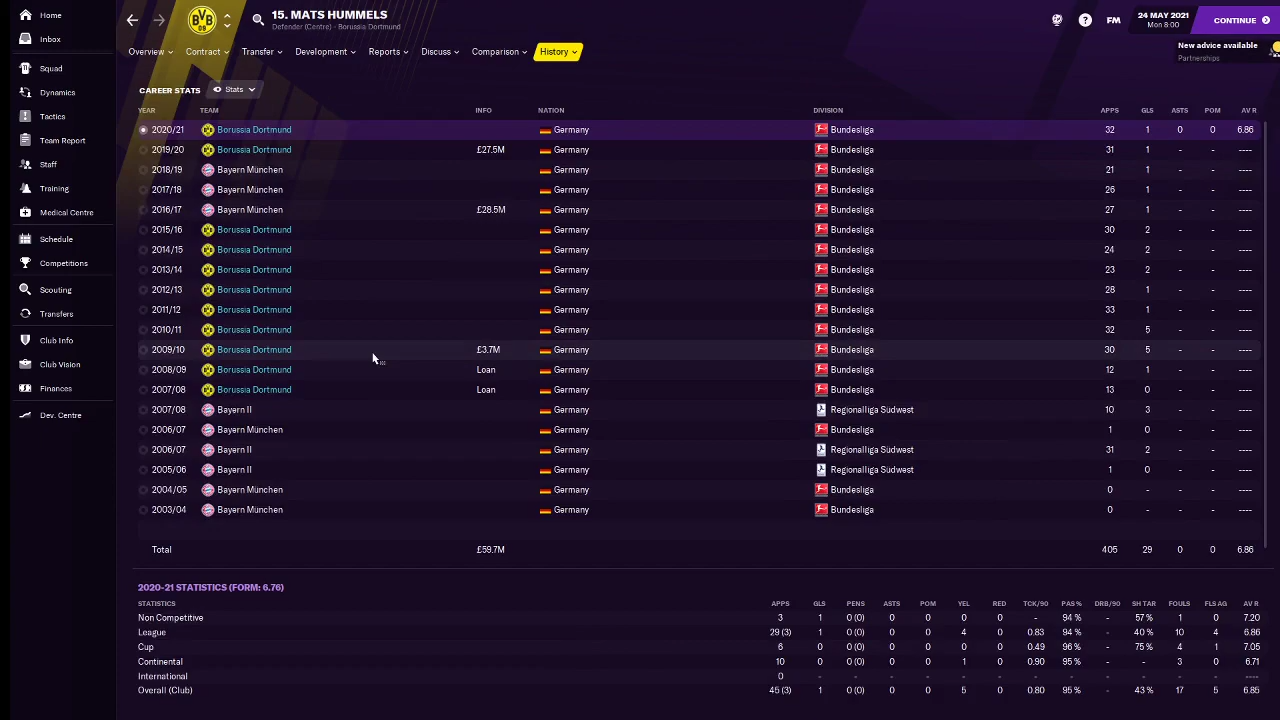 Home
Inbox
Squad
Dynamics
Tactics
Team Report
Staff
Training
Medical Centre
Schedule
Competitions
Scouting
Transfers
Club Info
Club Vision
Finances
Dev. Centre
15. MATS HUMMELS
Defender (Centre) - Borussia Dortmund
? FM 24 MAY 2021 Mon 8:00 CONTINUE
New advice available
Partnerships
Overview Contract Transfer Development Reports Discuss Comparison History
CAREER STATS Stats
YEAR TEAM INFO NATION DIVISION APPS GLS ASTS POM AV R
2020/21 Borussia Dortmund Germany Bundesliga 32 1 0 0 6.86
2019/20 Borussia Dortmund £27.5M Germany Bundesliga 31 1 - - ----
2018/19 Bayern München Germany Bundesliga 21 1 - - ----
2017/18 Bayern München Germany Bundesliga 26 1 - - ----
2016/17 Bayern München £28.5M Germany Bundesliga 27 1 - - ----
2015/16 Borussia Dortmund Germany Bundesliga 30 2 - - ----
2014/15 Borussia Dortmund Germany Bundesliga 24 2 - - ----
2013/14 Borussia Dortmund Germany Bundesliga 23 2 - - ----
2012/13 Borussia Dortmund Germany Bundesliga 28 1 - - ----
2011/12 Borussia Dortmund Germany Bundesliga 33 1 - - ----
2010/11 Borussia Dortmund Germany Bundesliga 32 5 - - ----
2009/10 Borussia Dortmund £3.7M Germany Bundesliga 30 5 - - ----
2008/09 Borussia Dortmund Loan Germany Bundesliga 12 1 - - ----
2007/08 Borussia Dortmund Loan Germany Bundesliga 13 0 - - ----
2007/08 Bayern II Germany Regionalliga Südwest 10 3 - - ----
2006/07 Bayern München Germany Bundesliga 1 0 - - ----
2006/07 Bayern II Germany Regionalliga Südwest 31 2 - - ----
2005/06 Bayern II Germany Regionalliga Südwest 1 0 - - ----
2004/05 Bayern München Germany Bundesliga 0 - - - ----
2003/04 Bayern München Germany Bundesliga 0 - - - ----
Total £59.7M 405 29 0 0 6.86
2020-21 STATISTICS (FORM: 6.76)
STATISTICS APPS GLS PENS ASTS POM YEL RED TCK/90 PAS % DRB/90 SH TAR FOULS FLS AG AV R
Non Competitive 3 1 0 (0) 0 0 0 0 - 94 % - 57 % 1 0 7.20
League 29 (3) 1 0 (0) 0 0 4 0 0.83 94 % - 40 % 10 4 6.86
Cup 6 0 0 (0) 0 0 0 0 0.49 96 % - 75 % 4 1 7.05
Continental 10 0 0 (0) 0 0 1 0 0.90 95 % - - 3 0 6.71
International 0 - - - - - - - - - - - - ----
Overall (Club) 45 (3) 1 0 (0) 0 0 5 0 0.80 95 % - 43 % 17 5 6.85